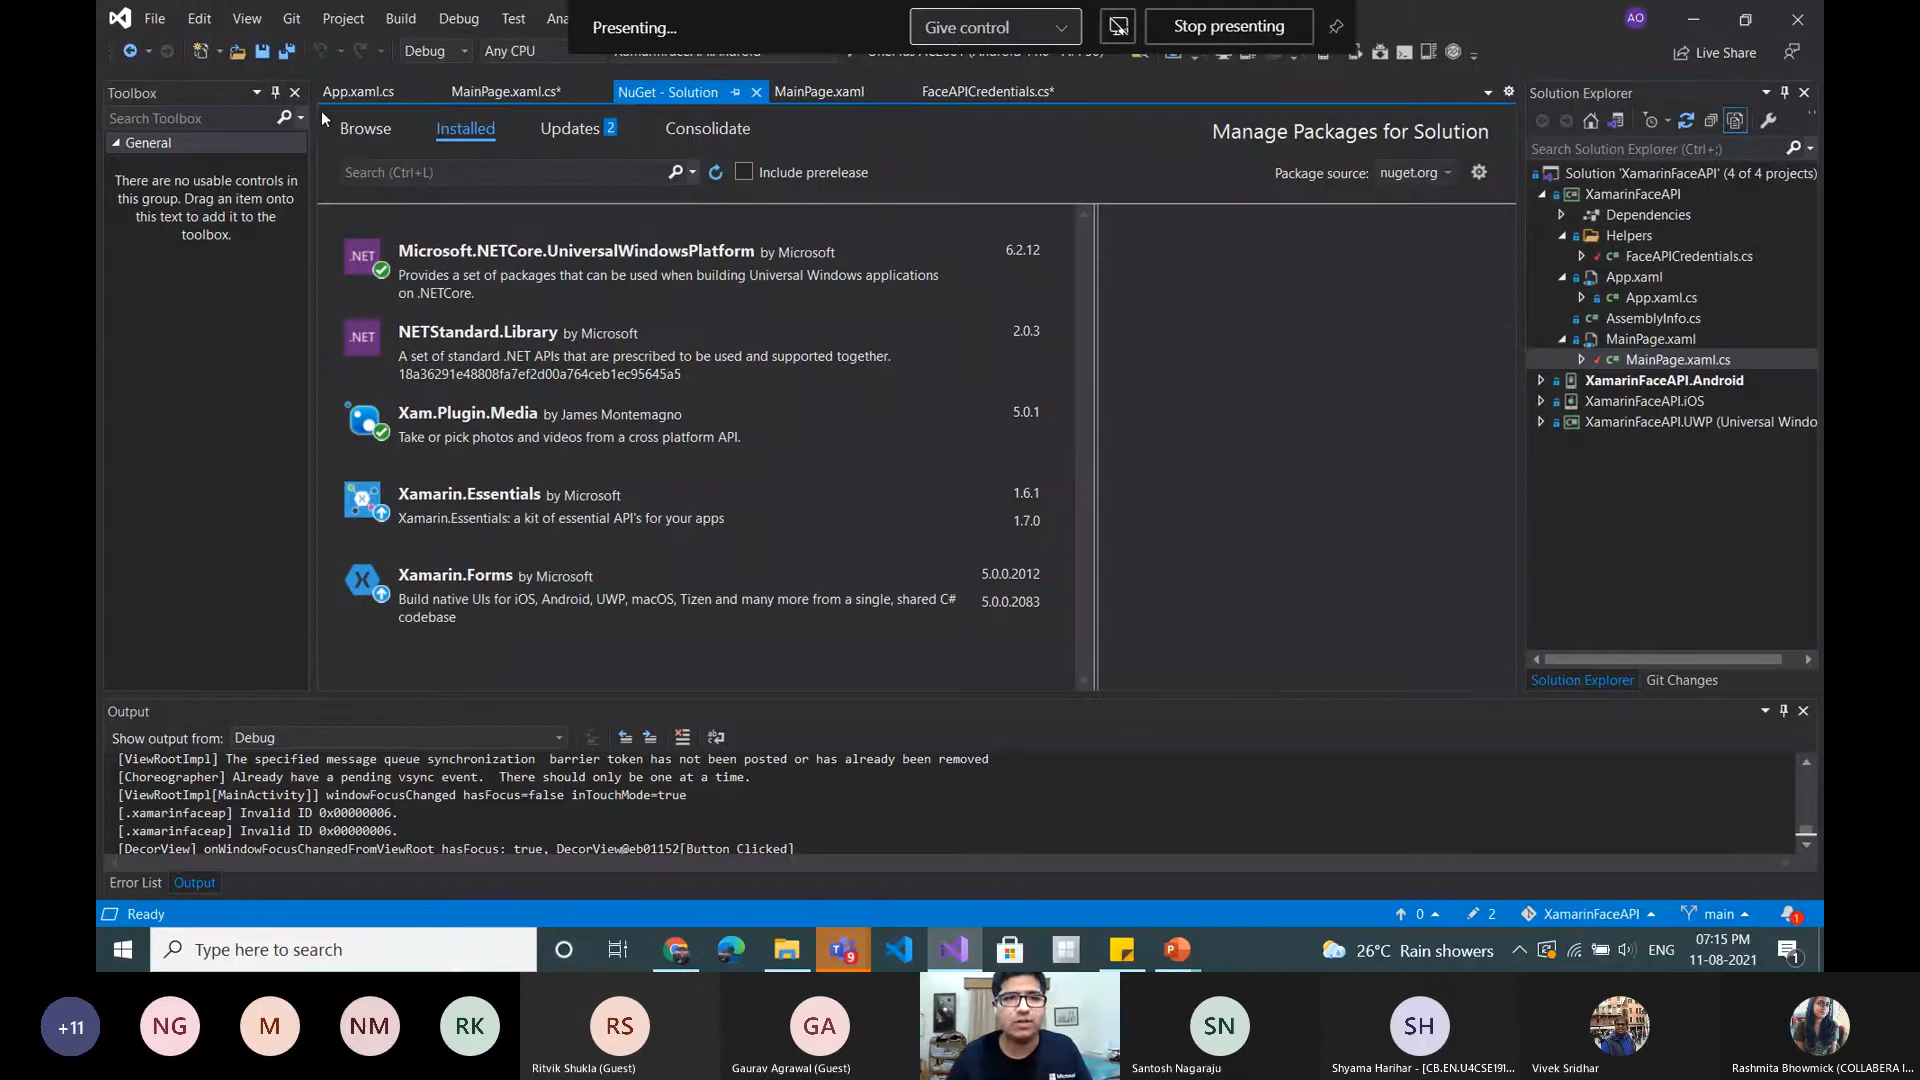 File Edit View Git Project Build Debug Test Ana
Presenting...
Give control
Stop presenting
AO
Debug
Any CPU
Live Share
Toolbox
Search Toolbox
General
There are no usable controls in
this group. Drag an item onto
this text to add it to the
toolbox.
App.xaml.cs MainPage.xaml.cs* NuGet - Solution MainPage.xaml FaceAPICredentials.cs*
Browse Installed Updates 2 Consolidate
Manage Packages for Solution
Search (Ctrl+L)
Include prerelease
Package source: nuget.org
.NET
Microsoft.NETCore.UniversalWindowsPlatform by Microsoft 6.2.12
Provides a set of packages that can be used when building Universal Windows applications
on .NETCore.
.NET
NETStandard.Library by Microsoft 2.0.3
A set of standard .NET APIs that are prescribed to be used and supported together.
18a36291e48808fa7ef2d00a764ceb1ec95645a5
Xam.Plugin.Media by James Montemagno 5.0.1
Take or pick photos and videos from a cross platform API.
Xamarin.Essentials by Microsoft 1.6.1
Xamarin.Essentials: a kit of essential API's for your apps 1.7.0
Xamarin.Forms by Microsoft 5.0.0.2012
Build native UIs for iOS, Android, UWP, macOS, Tizen and many more from a single, shared C# 5.0.0.2083
codebase
Solution Explorer
Search Solution Explorer (Ctrl+;)
Solution 'XamarinFaceAPI' (4 of 4 projects)
XamarinFaceAPI
Dependencies
Helpers
C# FaceAPICredentials.cs
App.xaml
C# App.xaml.cs
C# AssemblyInfo.cs
MainPage.xaml
C# MainPage.xaml.cs
XamarinFaceAPI.Android
XamarinFaceAPI.iOS
XamarinFaceAPI.UWP (Universal Windo
Solution Explorer Git Changes
Output
Show output from: Debug
[ViewRootImpl] The specified message queue synchronization  barrier token has not been posted or has already been removed
[Choreographer] Already have a pending vsync event.  There should only be one at a time.
[ViewRootImpl[MainActivity]] windowFocusChanged hasFocus=false inTouchMode=true
[.xamarinfaceap] Invalid ID 0x00000006.
[.xamarinfaceap] Invalid ID 0x00000006.
[DecorView] onWindowFocusChangedFromViewRoot hasFocus: true, DecorView@eb01152[Button Clicked]
Error List Output
Ready
0 2 XamarinFaceAPI main 1
Type here to search
9
26°C Rain showers
ENG
07:15 PM
11-08-2021
1
+11 NG M NM RK RS GA SN SH
Ritvik Shukla (Guest)
Gaurav Agrawal (Guest)
Microsoft
Santosh Nagaraju
Shyama Harihar - [CB.EN.U4CSE191...
Vivek Sridhar
Rashmita Bhowmick (COLLABERA I...